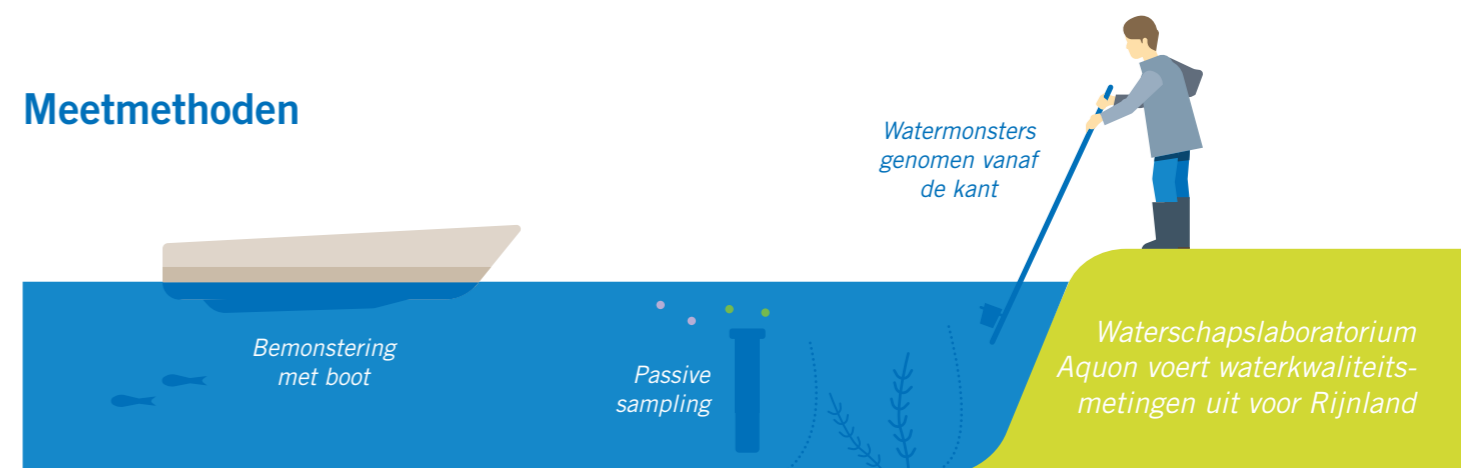 Meetmethoden
Watermonsters
genomen vanaf
de kant
Bemonstering
met boot
Passive
sampling
Waterschapslaboratorium
Aquon voert waterkwaliteits-
metingen uit voor Rijnland